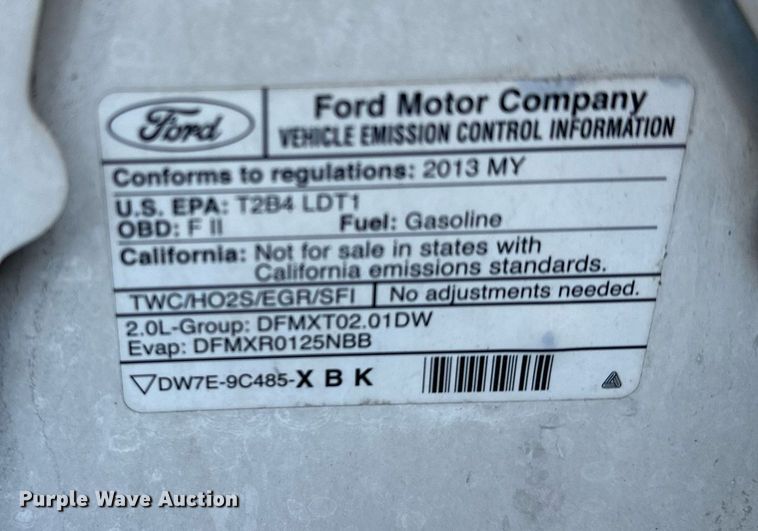 Ford
Ford Motor Company
VEHICLE EMISSION CONTROL INFORMATION
Conforms to regulations: 2013 MY
U.S. EPA: T2B4 LDT1
OBD: F II Fuel: Gasoline
California: Not for sale in states with
California emissions standards.
TWC/HO2S/EGR/SFI No adjustments needed.
2.0L-Group: DFMXT02.01DW
Evap: DFMXR0125NBB
DW7E-9C485-X B K
Purple Wave Auction